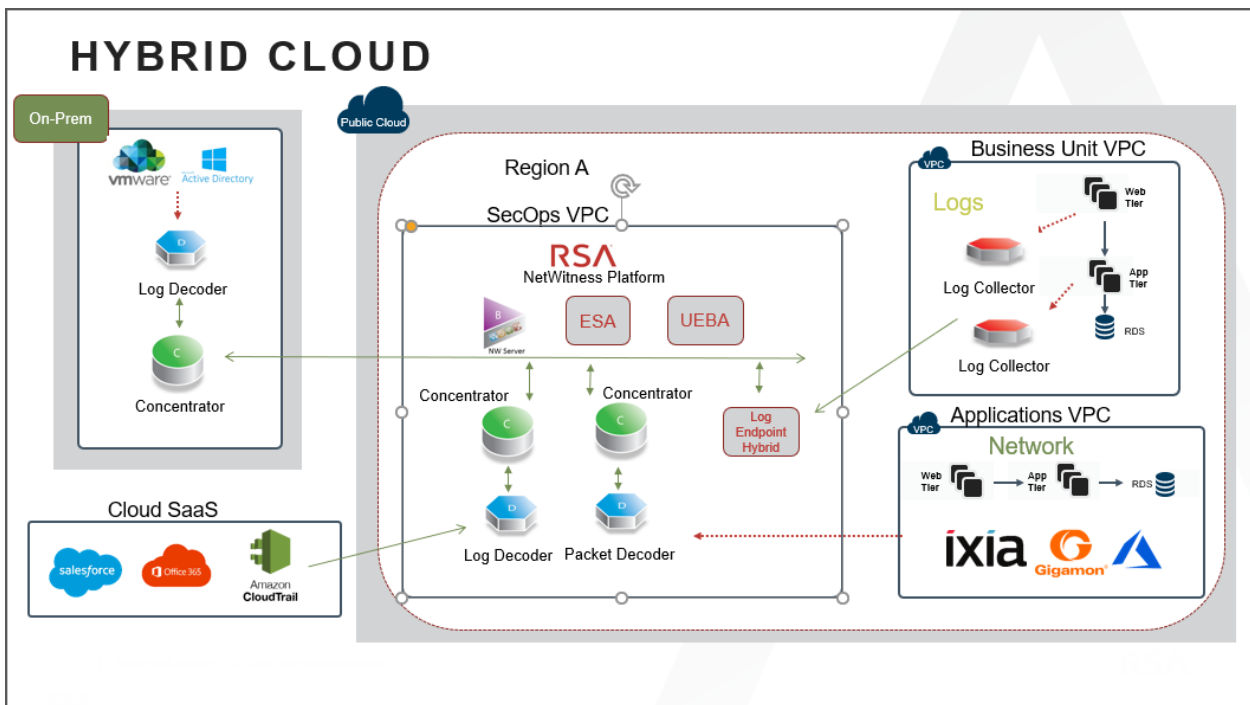 HYBRID CLOUD
On-Prem
vmware®
Active Directory
D
Log Decoder
C
Concentrator
Cloud SaaS
salesforce
Office 365
Amazon
CloudTrail
Public Cloud
Region A
SecOps VPC
RSA
NetWitness Platform
B
NW Server
ESA
UEBA
Concentrator
C
Concentrator
C
Log
Endpoint
Hybrid
D
Log Decoder
D
Packet Decoder
Business Unit VPC
VPC
Logs
Web
Tier
Log Collector
App
Tier
RDS
Log Collector
Applications VPC
VPC
Network
Web
Tier
App
Tier
RDS
ixia
Gigamon®